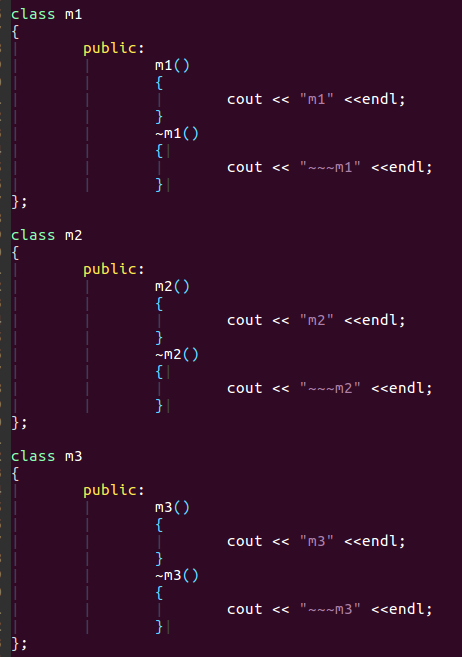 class m1
{
public:
m1()
{
cout << "m1" <<endl;
}
~m1()
{
cout << "~~~m1" <<endl;
}
};
class m2
{
public:
m2()
{
cout << "m2" <<endl;
}
~m2()
{
cout << "~~~m2" <<endl;
}
};
class m3
{
public:
m3()
{
cout << "m3" <<endl;
}
~m3()
{
cout << "~~~m3" <<endl;
}
};